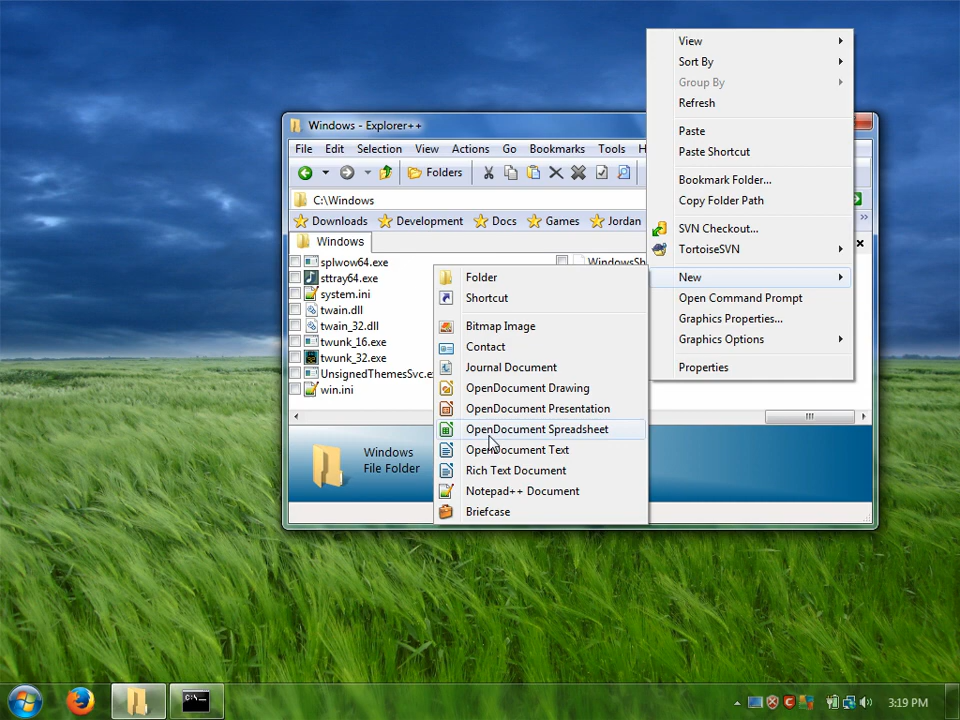 Windows - Explorer++
File Edit Selection View Actions Go Bookmarks Tools H
Folders
C:\Windows
Downloads Development Docs Games Jordan
Windows
splwow64.exe
sttray64.exe
system.ini
twain.dll
twain_32.dll
twunk_16.exe
twunk_32.exe
UnsignedThemesSvc.e
win.ini
WindowsSh
Windows
File Folder
View
Sort By
Group By
Refresh
Paste
Paste Shortcut
Bookmark Folder...
Copy Folder Path
SVN Checkout...
TortoiseSVN
New
Open Command Prompt
Graphics Properties...
Graphics Options
Properties
Folder
Shortcut
Bitmap Image
Contact
Journal Document
OpenDocument Drawing
OpenDocument Presentation
OpenDocument Spreadsheet
OpenDocument Text
Rich Text Document
Notepad++ Document
Briefcase
C:\
3:19 PM